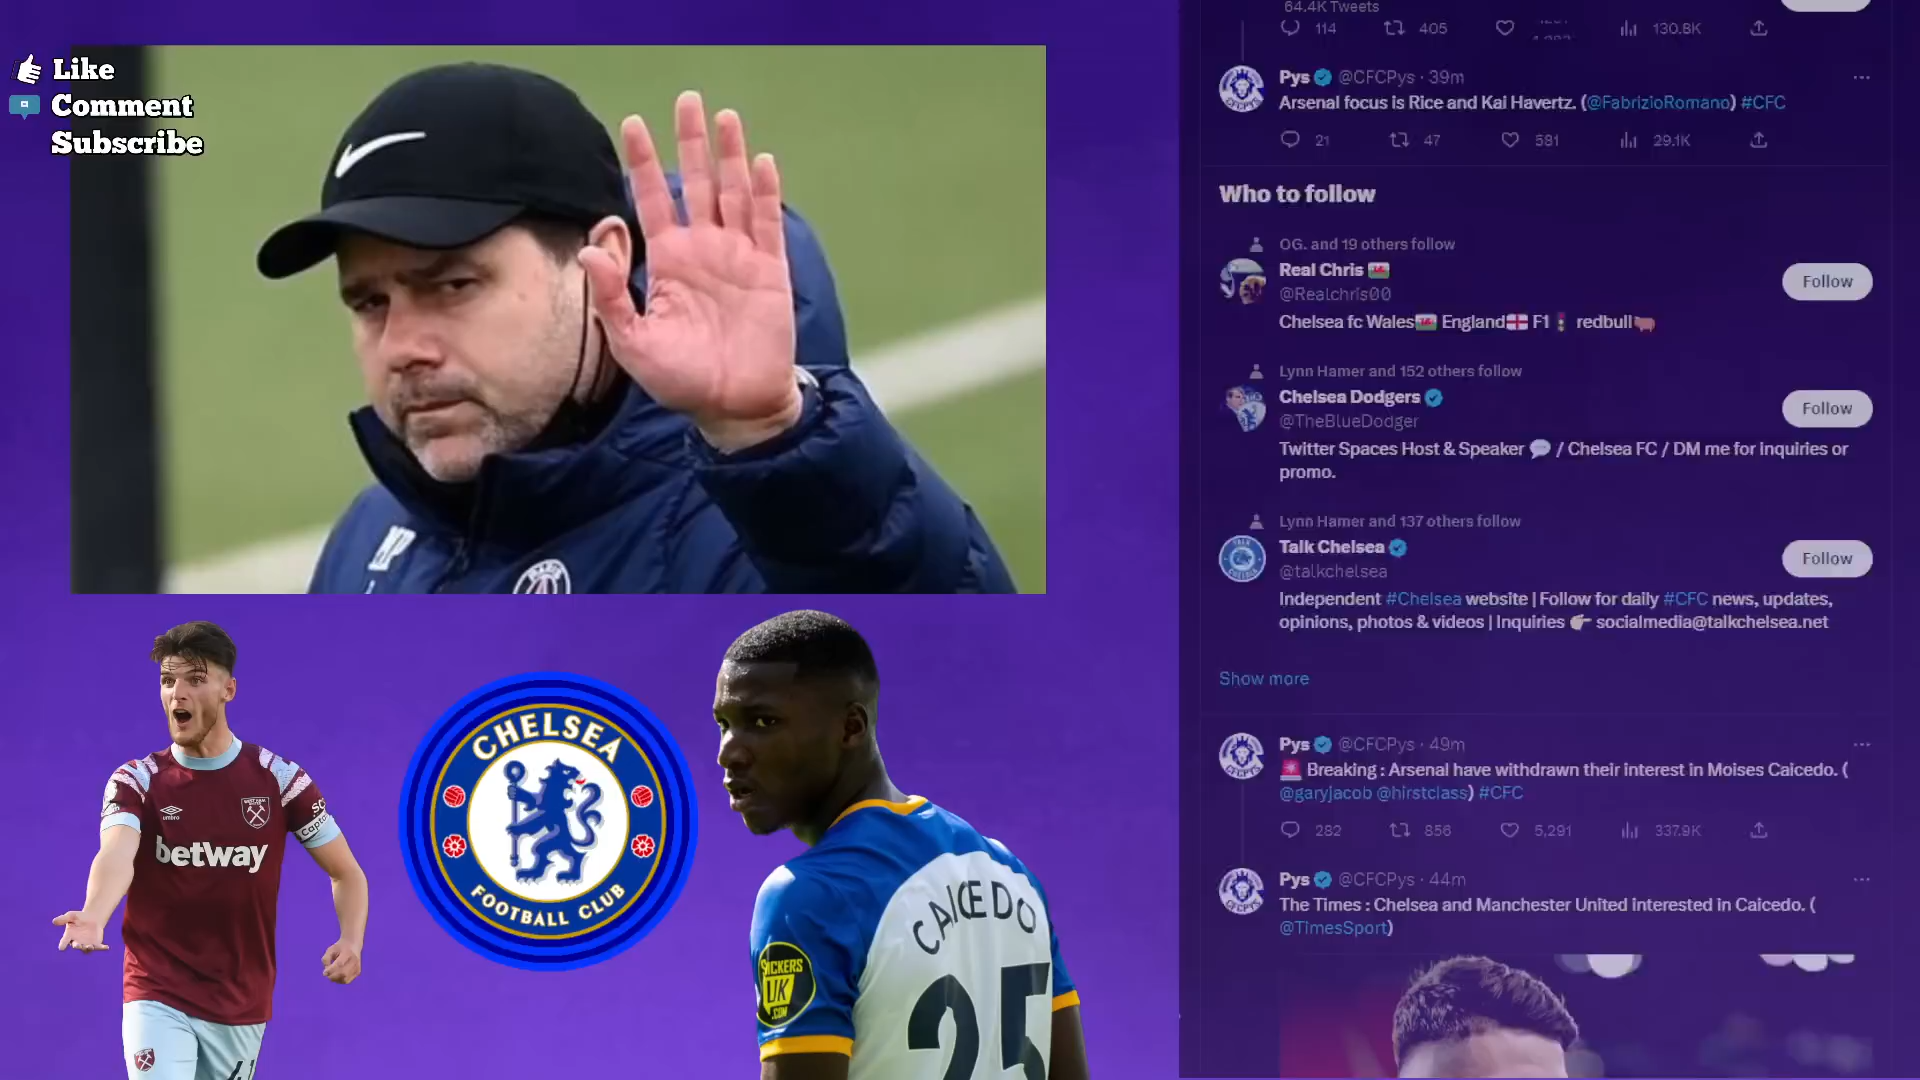 Like
Comment
Subscribe
CHELSEA
FOOTBALL CLUB
umbro
betway
Capta
41
CAICEDO
25
SNICKERS
UK
.COM
64.4K Tweets
114 405 130.8K
Pys @CFCPys · 39m
Arsenal focus is Rice and Kai Havertz. (@FabrizioRomano) #CFC
21 47 581 29.1K
Who to follow
OG. and 19 others follow
Real Chris
@Realchris00
Chelsea fc Wales England F1 redbull
Follow
Lynn Hamer and 152 others follow
Chelsea Dodgers
@TheBlueDodger
Twitter Spaces Host & Speaker / Chelsea FC / DM me for inquiries or
promo.
Follow
Lynn Hamer and 137 others follow
Talk Chelsea
@talkchelsea
Independent #Chelsea website | Follow for daily #CFC news, updates,
opinions, photos & videos | Inquiries socialmedia@talkchelsea.net
Follow
Show more
Pys @CFCPys · 49m
Breaking : Arsenal have withdrawn their interest in Moises Caicedo. (
@garyjacob @hirstclass) #CFC
282 856 5,291 337.9K
Pys @CFCPys · 44m
The Times : Chelsea and Manchester United interested in Caicedo. (
@TimesSport)